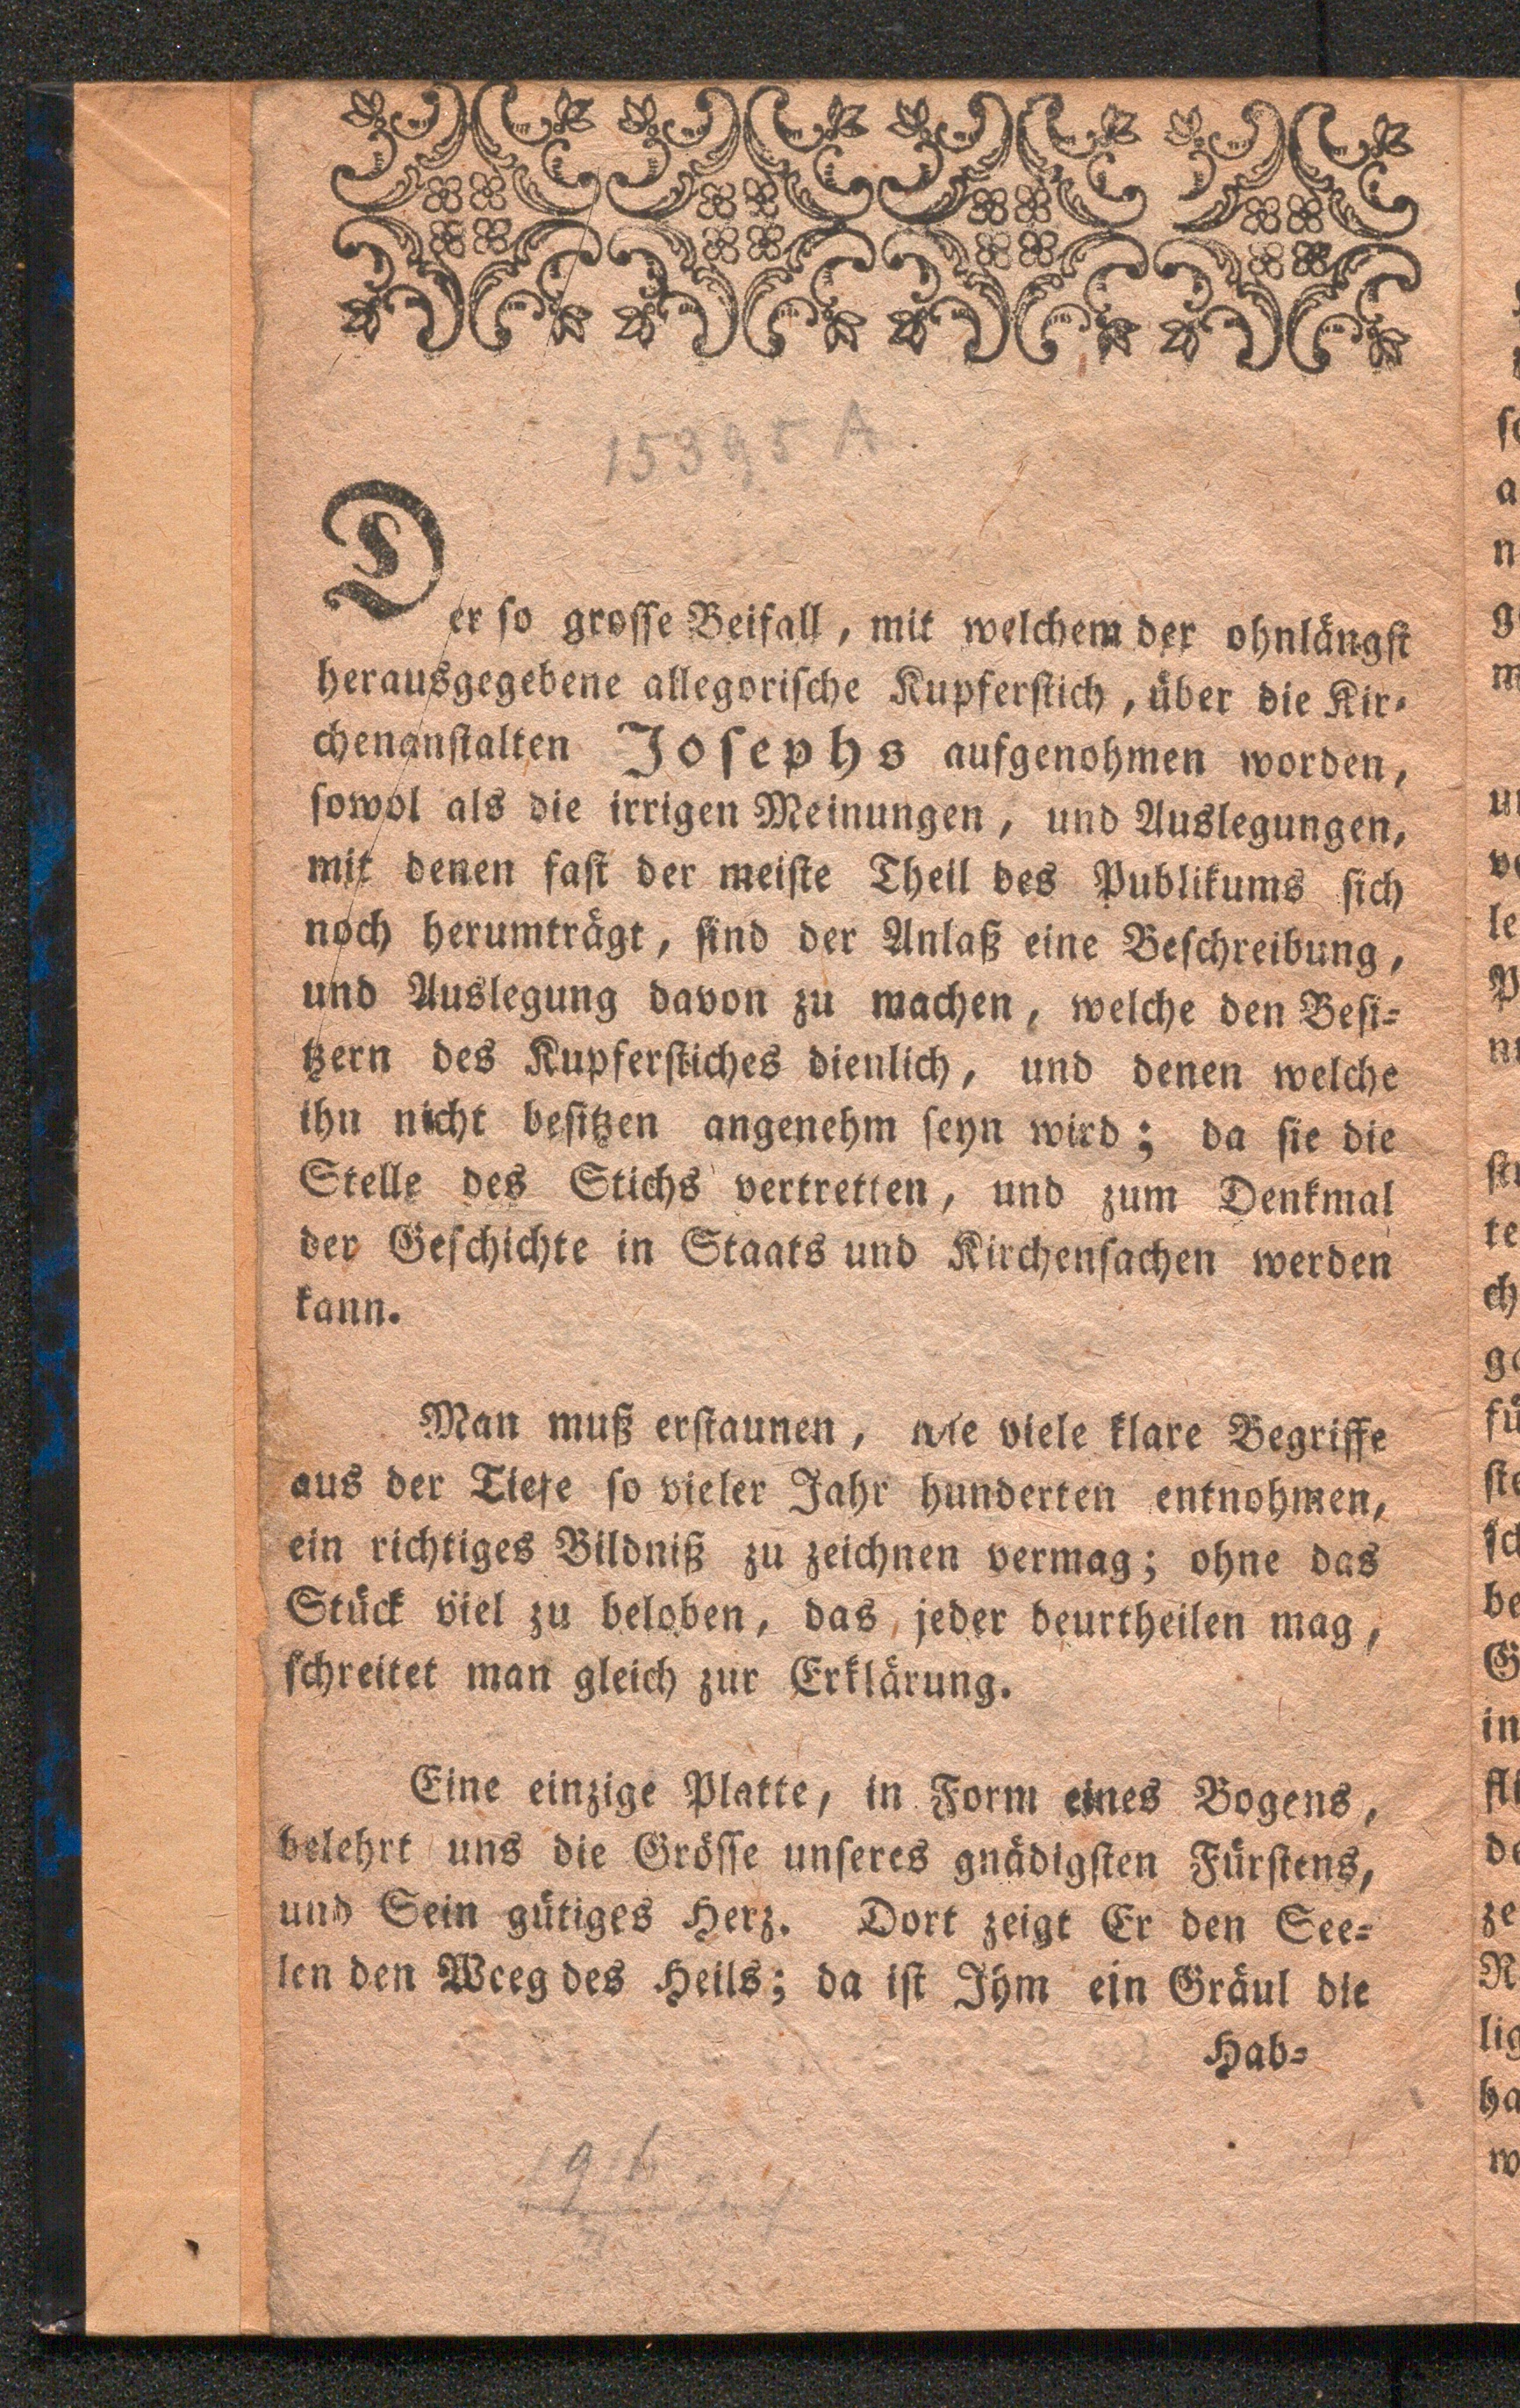 15395 A
Der so grosse Beifall, mit welchem der ohnlängst
herausgegebene allegorische Kupferstich, über die Kir-
chenanstalten Josephs aufgenohmen worden,
sowol als die irrigen Meinungen, und Auslegungen,
mit denen fast der meiste Theil des Publikums sich
noch herumträgt, sind der Anlaß eine Beschreibung,
und Auslegung davon zu machen, welche den Besi-
tzern des Kupferstiches dienlich, und denen welche
ihn nicht besitzen angenehm seyn wird; da sie die
Stelle des Stichs vertretten, und zum Denkmal
der Geschichte in Staats und Kirchensachen werden
kann.
Man muß erstaunen, wie viele klare Begriffe
aus der Tiefe so vieler Jahr hunderten entnohmen,
ein richtiges Bildniß zu zeichnen vermag; ohne das
Stück viel zu beloben, das jeder deurtheilen mag,
schreitet man gleich zur Erklärung.
Eine einzige Platte, in Form eines Bogens,
belehrt uns die Grösse unseres gnädigsten Fürstens,
und Sein gütiges Herz. Dort zeigt Er den See-
len den Wceg des Heils; da ist Ihm ein Gräul die
Hab-